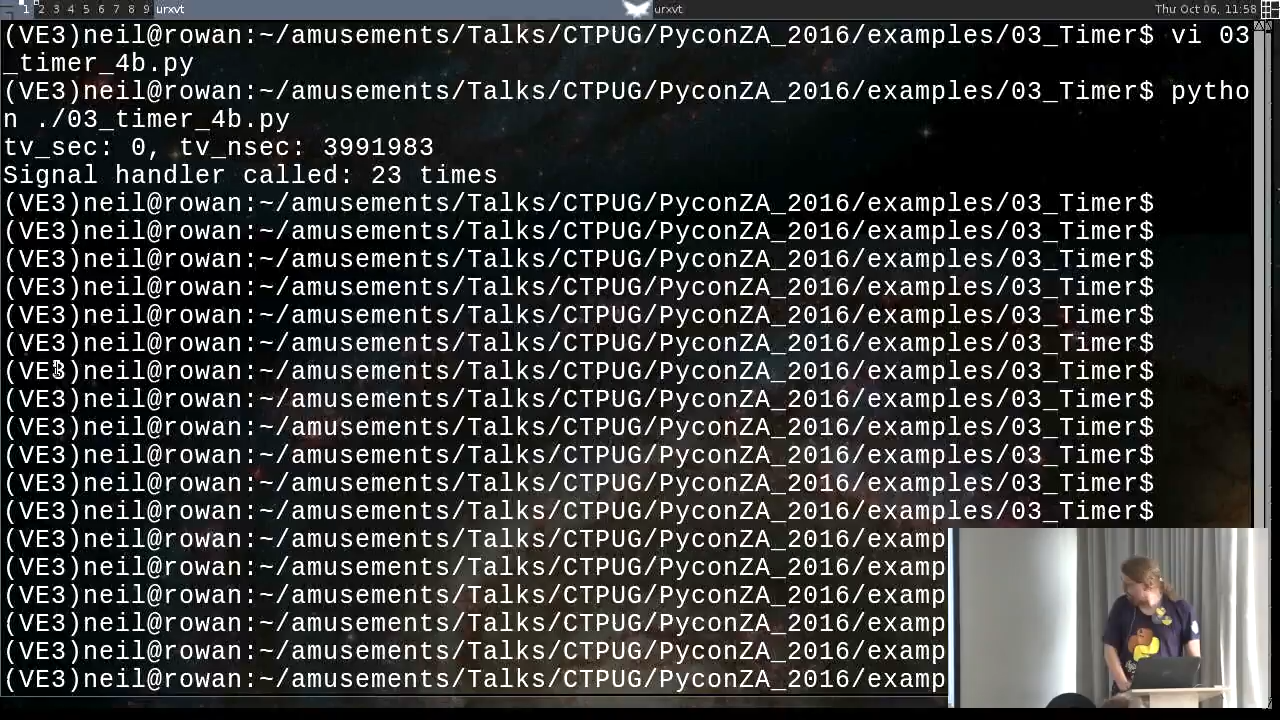 1 2 3 4 5 6 7 8 9 urxvt urxvt Thu Oct 06, 11:58
(VE3)neil@rowan:~/amusements/Talks/CTPUG/PyconZA_2016/examples/03_Timer$ vi 03
_timer_4b.py
(VE3)neil@rowan:~/amusements/Talks/CTPUG/PyconZA_2016/examples/03_Timer$ pytho
n ./03_timer_4b.py
tv_sec: 0, tv_nsec: 3991983
Signal handler called: 23 times
(VE3)neil@rowan:~/amusements/Talks/CTPUG/PyconZA_2016/examples/03_Timer$
(VE3)neil@rowan:~/amusements/Talks/CTPUG/PyconZA_2016/examples/03_Timer$
(VE3)neil@rowan:~/amusements/Talks/CTPUG/PyconZA_2016/examples/03_Timer$
(VE3)neil@rowan:~/amusements/Talks/CTPUG/PyconZA_2016/examples/03_Timer$
(VE3)neil@rowan:~/amusements/Talks/CTPUG/PyconZA_2016/examples/03_Timer$
(VE3)neil@rowan:~/amusements/Talks/CTPUG/PyconZA_2016/examples/03_Timer$
(VE3)neil@rowan:~/amusements/Talks/CTPUG/PyconZA_2016/examples/03_Timer$
(VE3)neil@rowan:~/amusements/Talks/CTPUG/PyconZA_2016/examples/03_Timer$
(VE3)neil@rowan:~/amusements/Talks/CTPUG/PyconZA_2016/examples/03_Timer$
(VE3)neil@rowan:~/amusements/Talks/CTPUG/PyconZA_2016/examples/03_Timer$
(VE3)neil@rowan:~/amusements/Talks/CTPUG/PyconZA_2016/examples/03_Timer$
(VE3)neil@rowan:~/amusements/Talks/CTPUG/PyconZA_2016/examples/03_Timer$
(VE3)neil@rowan:~/amusements/Talks/CTPUG/PyconZA_2016/examp
(VE3)neil@rowan:~/amusements/Talks/CTPUG/PyconZA_2016/examp
(VE3)neil@rowan:~/amusements/Talks/CTPUG/PyconZA_2016/examp
(VE3)neil@rowan:~/amusements/Talks/CTPUG/PyconZA_2016/examp
(VE3)neil@rowan:~/amusements/Talks/CTPUG/PyconZA_2016/examp
(VE3)neil@rowan:~/amusements/Talks/CTPUG/PyconZA_2016/examp